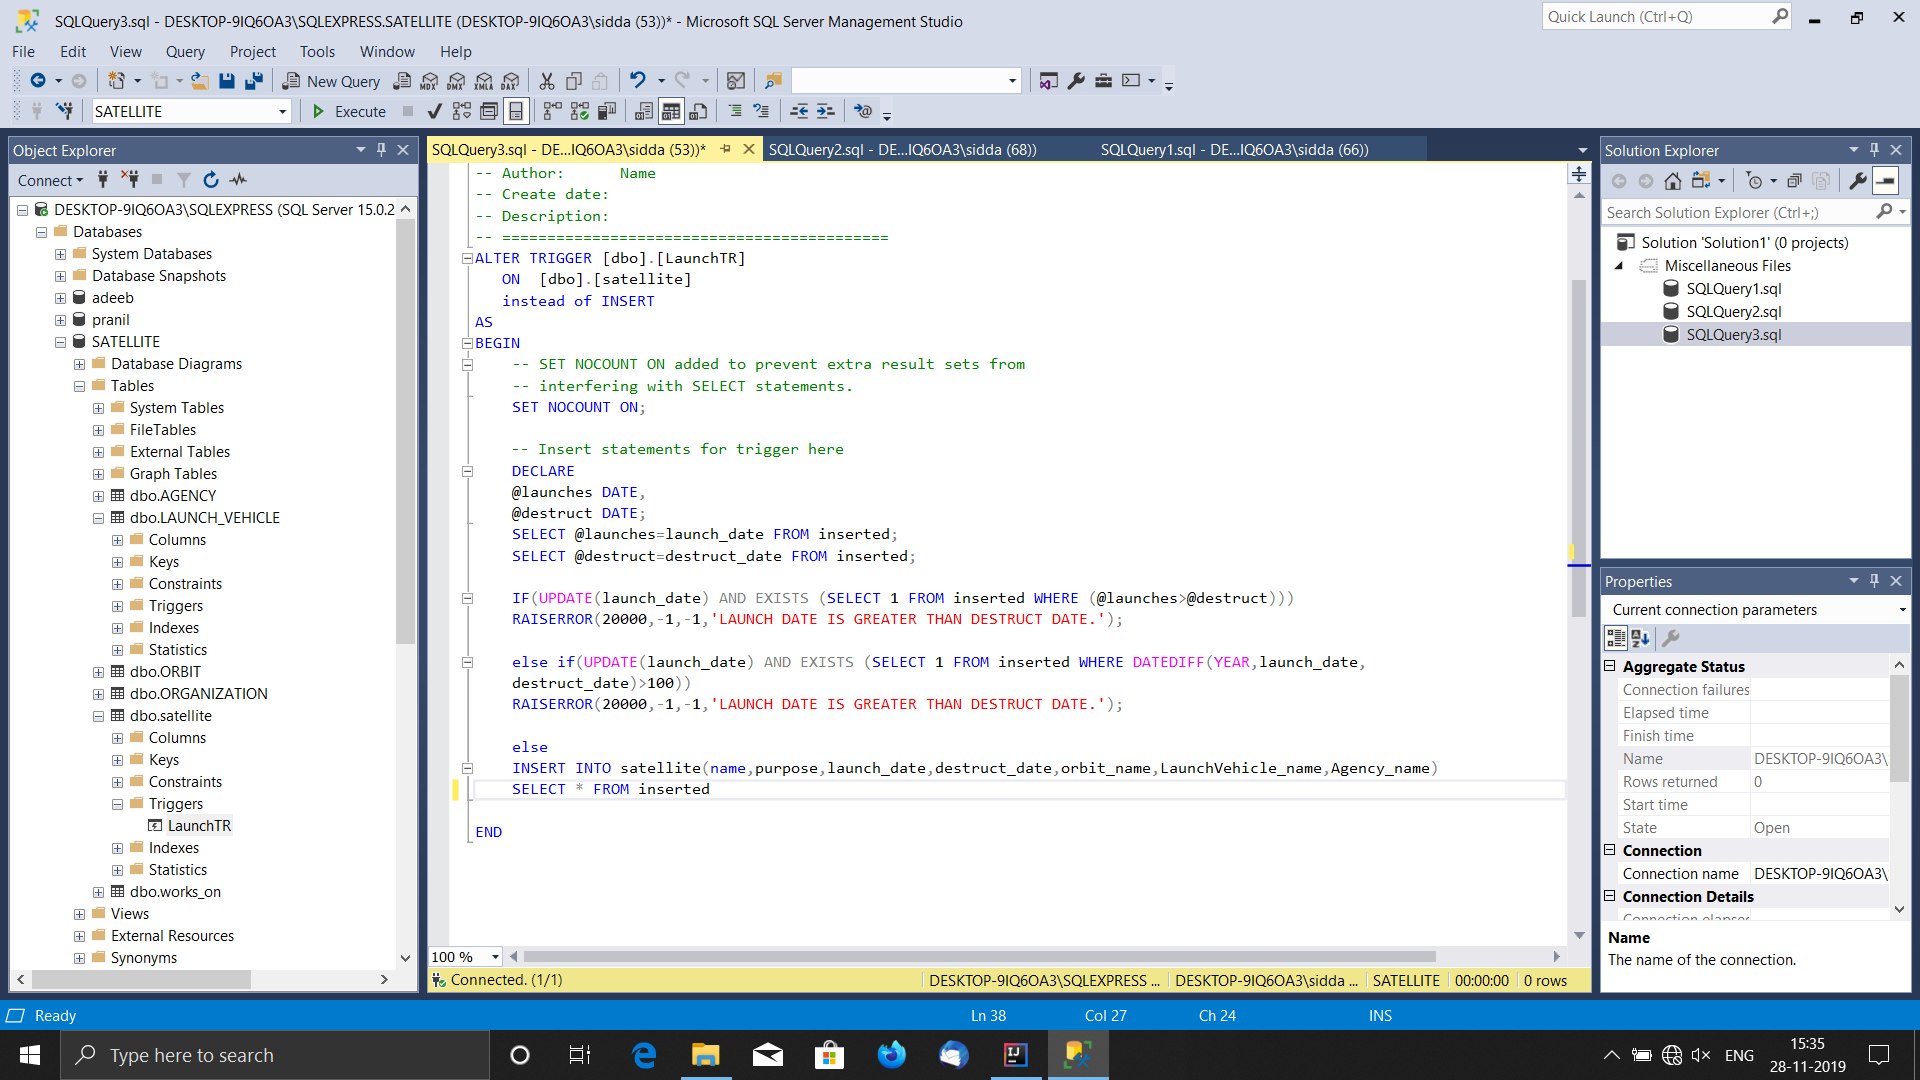 SQLQuery3.sql - DESKTOP-9IQ6OA3\SQLEXPRESS.SATELLITE (DESKTOP-9IQ6OA3\sidda (53))* - Microsoft SQL Server Management Studio
Quick Launch (Ctrl+Q)
File Edit View Query Project Tools Window Help
New Query
MDX DMX XMLA DAX
SATELLITE
Execute
Object Explorer
Connect
DESKTOP-9IQ6OA3\SQLEXPRESS (SQL Server 15.0.2
Databases
System Databases
Database Snapshots
adeeb
pranil
SATELLITE
Database Diagrams
Tables
System Tables
FileTables
External Tables
Graph Tables
dbo.AGENCY
dbo.LAUNCH_VEHICLE
Columns
Keys
Constraints
Triggers
Indexes
Statistics
dbo.ORBIT
dbo.ORGANIZATION
dbo.satellite
Columns
Keys
Constraints
Triggers
LaunchTR
Indexes
Statistics
dbo.works_on
Views
External Resources
Synonyms
SQLQuery3.sql - DE...IQ6OA3\sidda (53))*
SQLQuery2.sql - DE...IQ6OA3\sidda (68))
SQLQuery1.sql - DE...IQ6OA3\sidda (66))
-- Author:      Name
-- Create date:
-- Description:
-- ===========================================
ALTER TRIGGER [dbo].[LaunchTR]
ON  [dbo].[satellite]
instead of INSERT
AS
BEGIN
-- SET NOCOUNT ON added to prevent extra result sets from
-- interfering with SELECT statements.
SET NOCOUNT ON;
-- Insert statements for trigger here
DECLARE
@launches DATE,
@destruct DATE;
SELECT @launches=launch_date FROM inserted;
SELECT @destruct=destruct_date FROM inserted;
IF(UPDATE(launch_date) AND EXISTS (SELECT 1 FROM inserted WHERE (@launches>@destruct)))
RAISERROR(20000,-1,-1,'LAUNCH DATE IS GREATER THAN DESTRUCT DATE.');
else if(UPDATE(launch_date) AND EXISTS (SELECT 1 FROM inserted WHERE DATEDIFF(YEAR,launch_date,
destruct_date)>100))
RAISERROR(20000,-1,-1,'LAUNCH DATE IS GREATER THAN DESTRUCT DATE.');
else
INSERT INTO satellite(name,purpose,launch_date,destruct_date,orbit_name,LaunchVehicle_name,Agency_name)
SELECT * FROM inserted
END
100 %
Connected. (1/1)
DESKTOP-9IQ6OA3\SQLEXPRESS ...
DESKTOP-9IQ6OA3\sidda ...
SATELLITE
00:00:00
0 rows
Solution Explorer
Search Solution Explorer (Ctrl+;)
Solution 'Solution1' (0 projects)
Miscellaneous Files
SQLQuery1.sql
SQLQuery2.sql
SQLQuery3.sql
Properties
Current connection parameters
Aggregate Status
Connection failures
Elapsed time
Finish time
Name DESKTOP-9IQ6OA3\
Rows returned 0
Start time
State Open
Connection
Connection name DESKTOP-9IQ6OA3\
Connection Details
Name
The name of the connection.
Ready
Ln 38
Col 27
Ch 24
INS
Type here to search
ENG
15:35
28-11-2019